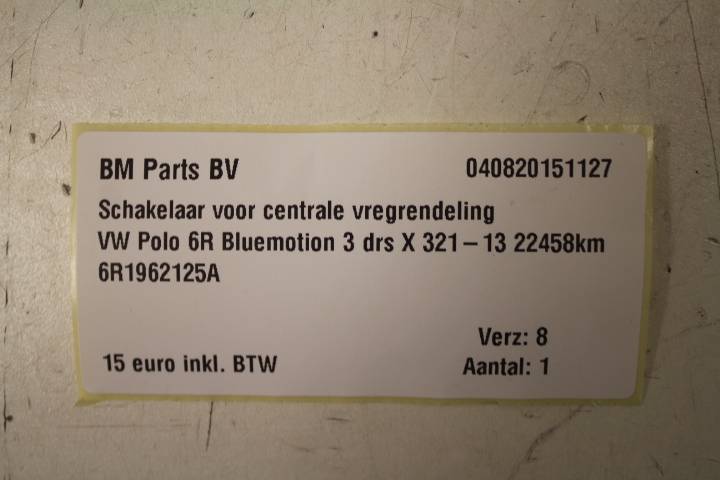 BM Parts BV 040820151127
Schakelaar voor centrale vregrendeling
VW Polo 6R Bluemotion 3 drs X 321-13 22458km
6R1962125A
Verz: 8
15 euro inkl. BTW Aantal: 1